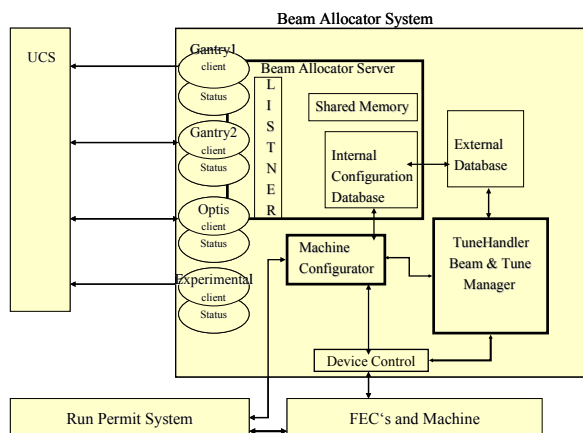 Beam Allocator System
UCS
Gantry1
client
Status
Gantry2
client
Status
Optis
client
Status
Experimental
client
Status
Beam Allocator Server
L
I
S
T
N
E
R
Shared Memory
Internal
Configuration
Database
External
Database
Machine
Configurator
TuneHandler
Beam & Tune
Manager
Device Control
Run Permit System
FEC‘s and Machine